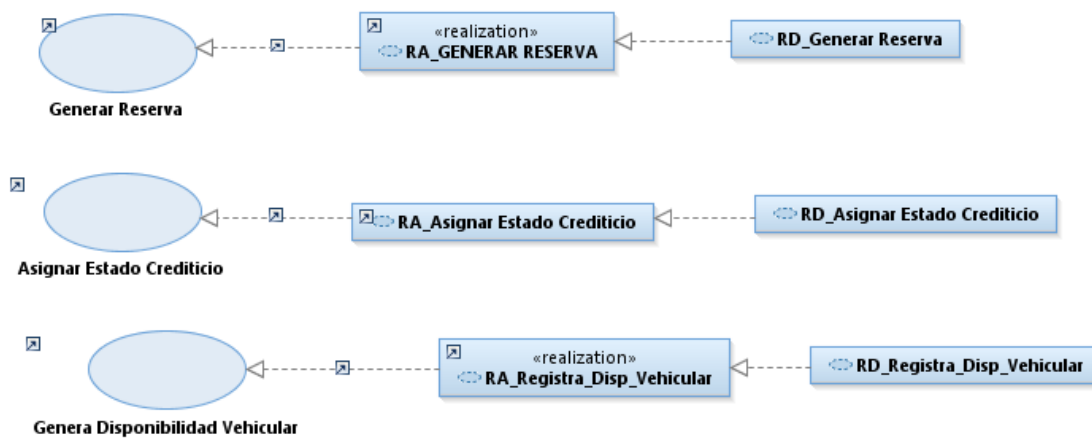 «realization»
RA_GENERAR RESERVA
RD_Generar Reserva
Generar Reserva
RA_Asignar Estado Crediticio
RD_Asignar Estado Crediticio
Asignar Estado Crediticio
«realization»
RA_Registra_Disp_Vehicular
RD_Registra_Disp_Vehicular
Genera Disponibilidad Vehicular